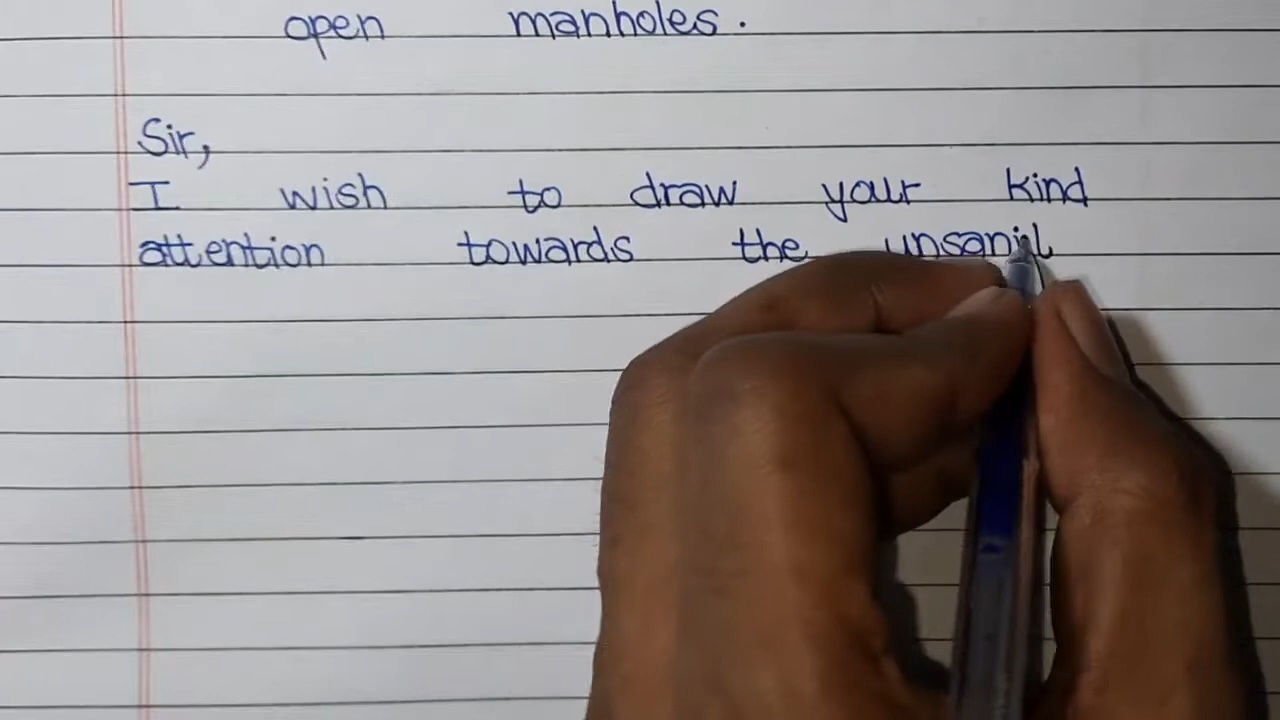 open manholes.
Sir,
I wish to draw your kind
attention towards the